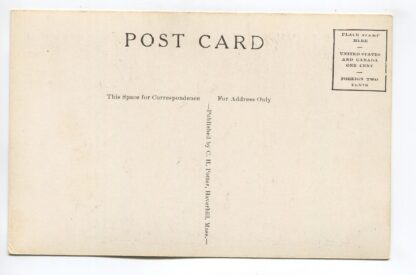 POST CARD
PLACE STAMP
HERE
UNITED STATES
AND CANADA
ONE CENT
FOREIGN TWO
CENTS
This Space for Correspondence
For Address Only
—Published by C. H. Potter, Haverhill, Mass.—